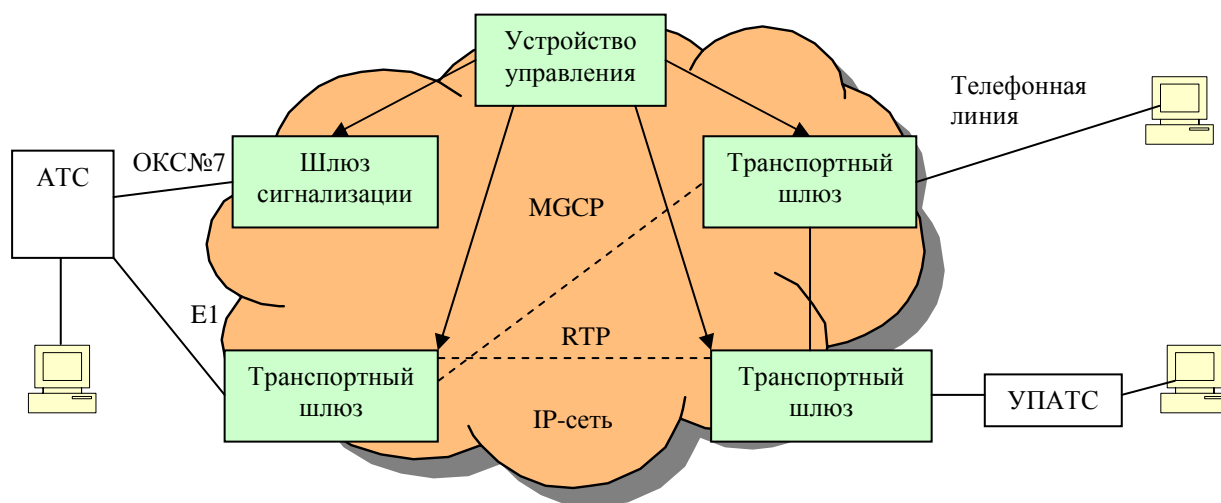 Устройство
управления
Телефонная
линия
ОКС№7
АТС
Шлюз
сигнализации
Транспортный
шлюз
MGCP
E1
RTP
Транспортный
шлюз
Транспортный
шлюз
УПАТС
IP-сеть